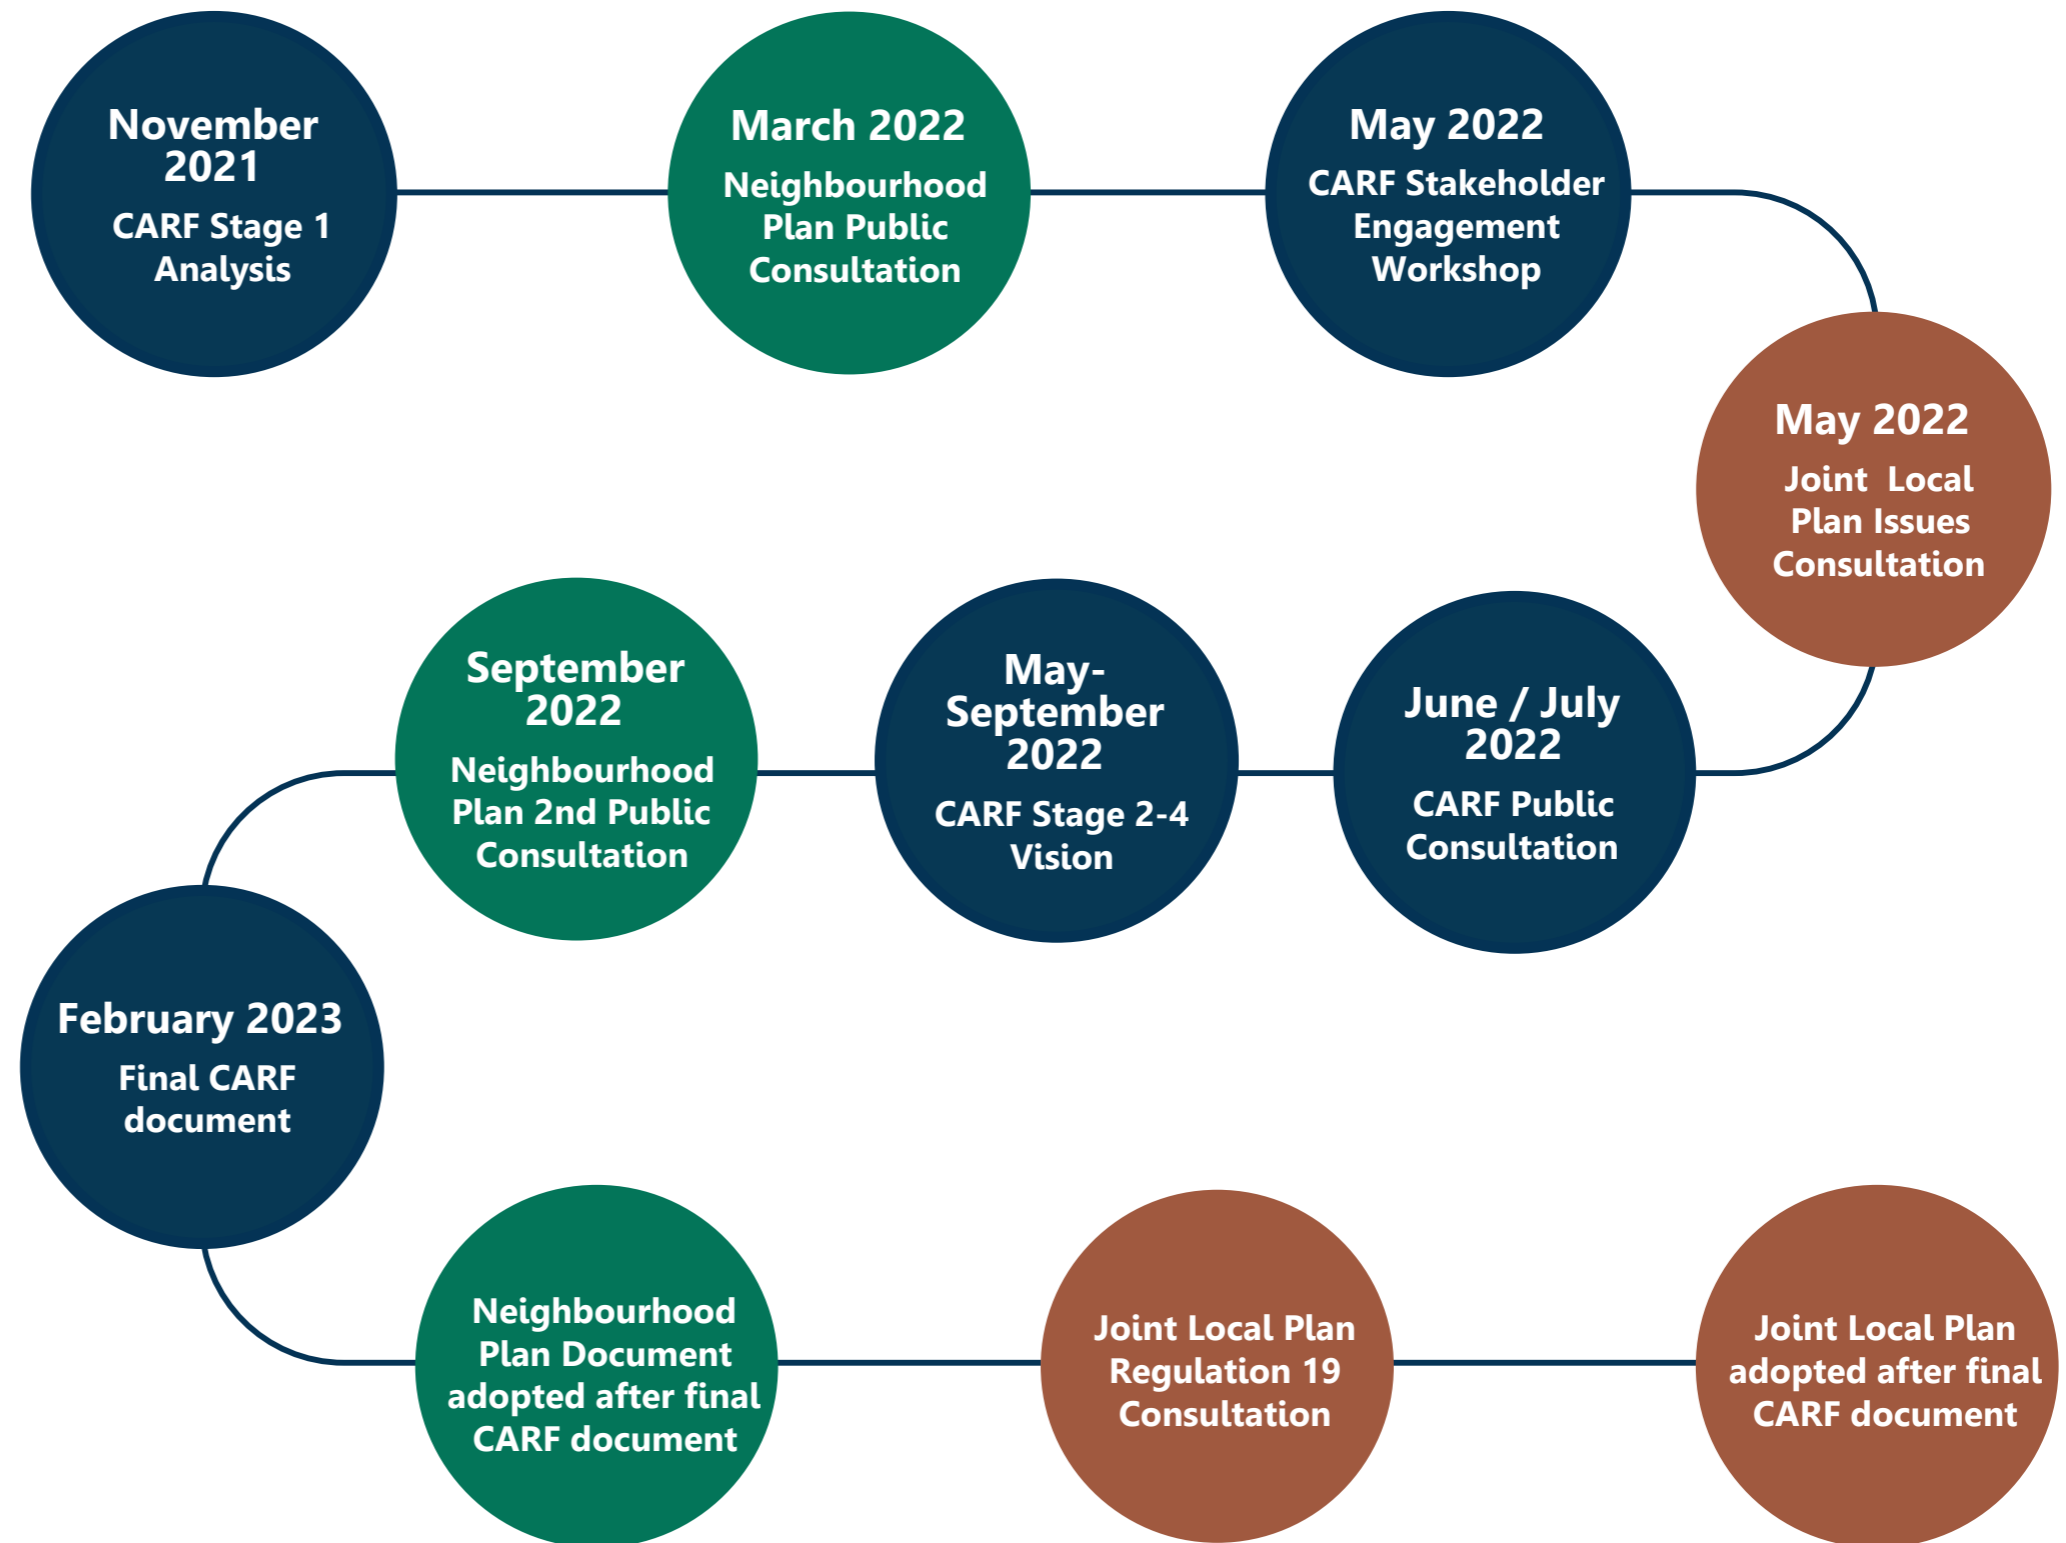 November
2021
CARF Stage 1
Analysis
March 2022
Neighbourhood
Plan Public
Consultation
May 2022
CARF Stakeholder
Engagement
Workshop
May 2022
Joint  Local
Plan Issues
Consultation
June / July
2022
CARF Public
Consultation
May-
September
2022
CARF Stage 2-4
Vision
September
2022
Neighbourhood
Plan 2nd Public
Consultation
February 2023
Final CARF
document
Neighbourhood
Plan Document
adopted after final
CARF document
Joint Local Plan
Regulation 19
Consultation
Joint Local Plan
adopted after final
CARF document